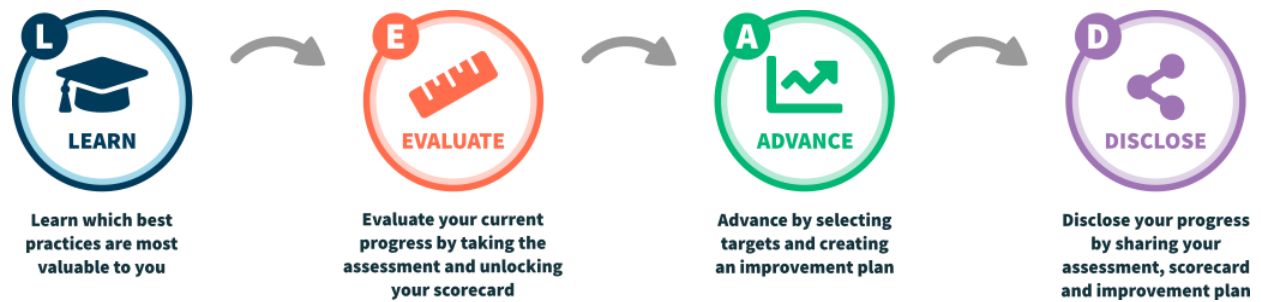 L
LEARN
Learn which best
practices are most
valuable to you
E
EVALUATE
Evaluate your current
progress by taking the
assessment and unlocking
your scorecard
A
ADVANCE
Advance by selecting
targets and creating
an improvement plan
D
DISCLOSE
Disclose your progress
by sharing your
assessment, scorecard
and improvement plan